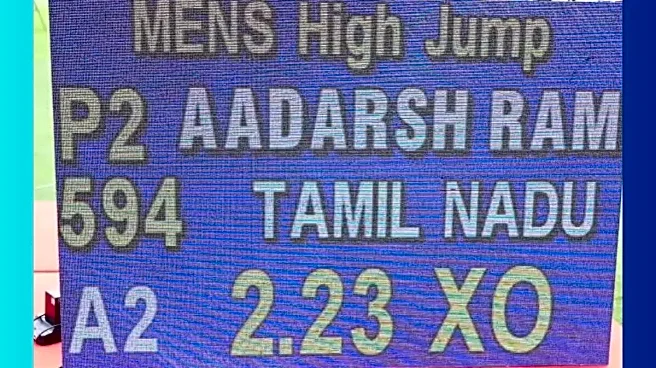 MENS High Jump
P2 AADARSH RAM
594 TAMIL NADU
A2 2.23 XO